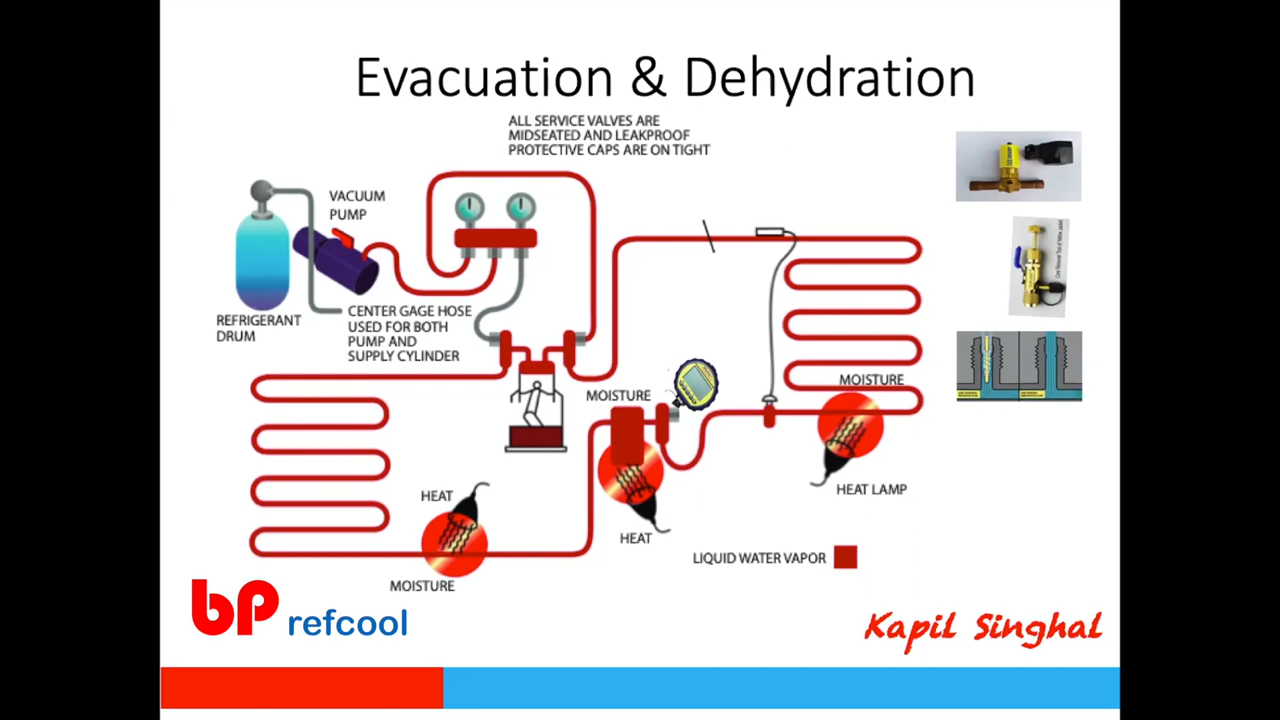 Evacuation & Dehydration
ALL SERVICE VALVES ARE
MIDSEATED AND LEAKPROOF
PROTECTIVE CAPS ARE ON TIGHT
VACUUM
PUMP
REFRIGERANT
DRUM
CENTER GAGE HOSE
USED FOR BOTH
PUMP AND
SUPPLY CYLINDER
MOISTURE
MOISTURE
HEAT
HEAT LAMP
HEAT
MOISTURE
LIQUID WATER VAPOR
bp refcool
Kapil Singhal